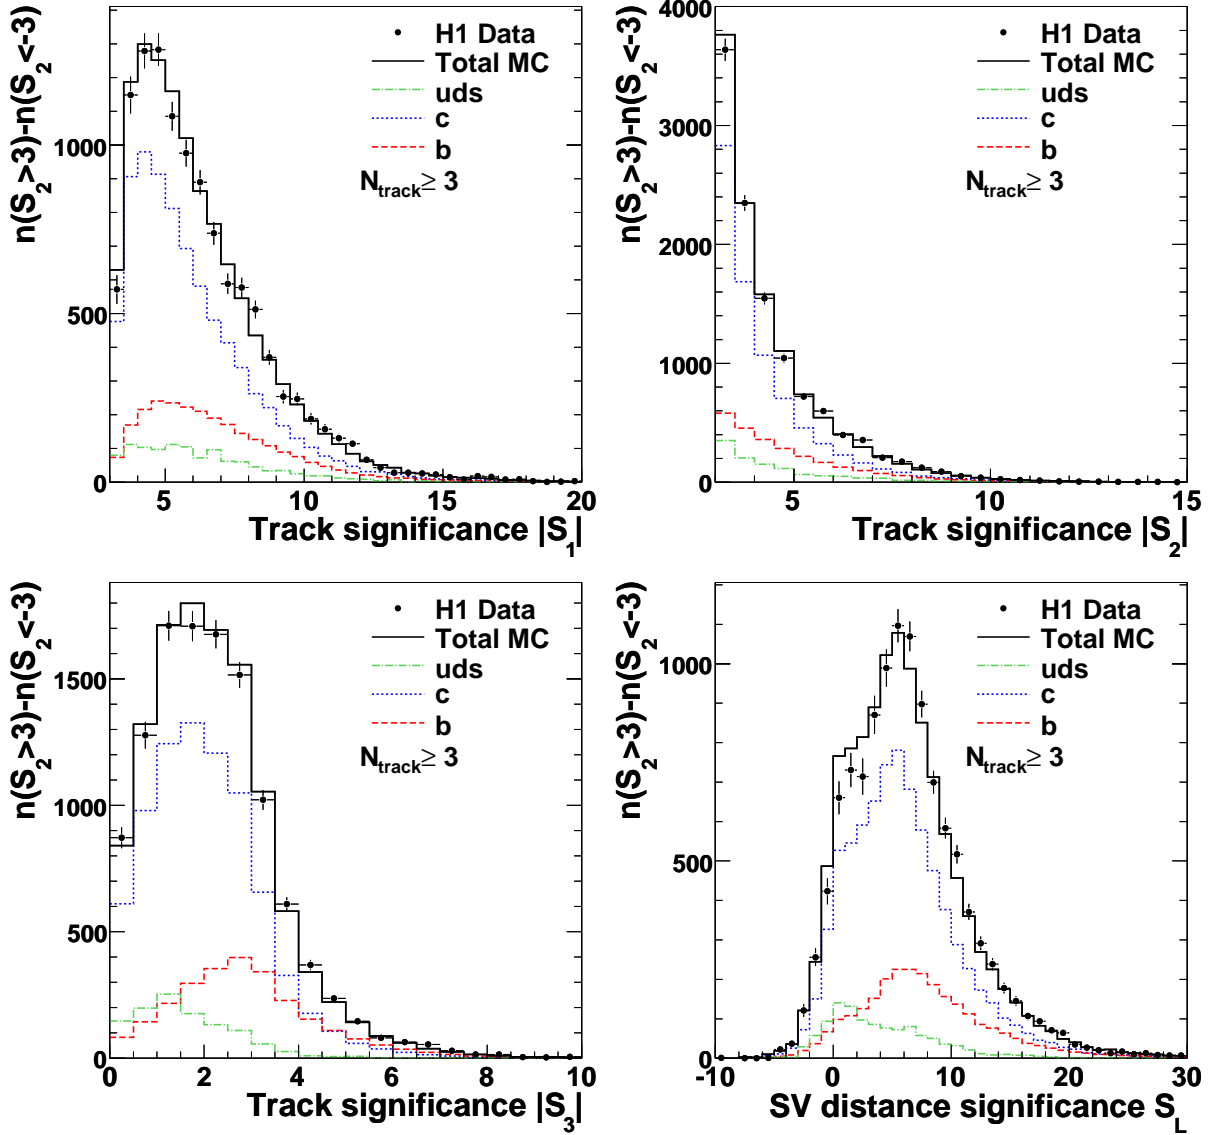 n(S2>3)-n(S2<-3)
1000
500
0
5
10
15
20
Track significance |S1|
H1 Data
Total MC
uds
c
b
Ntrack≥ 3
n(S2>3)-n(S2<-3)
4000
3000
2000
1000
0
5
10
15
Track significance |S2|
H1 Data
Total MC
uds
c
b
Ntrack≥ 3
n(S2>3)-n(S2<-3)
1500
1000
500
0
0
2
4
6
8
10
Track significance |S3|
H1 Data
Total MC
uds
c
b
Ntrack≥ 3
n(S2>3)-n(S2<-3)
1000
500
0
-10
0
10
20
30
SV distance significance SL
H1 Data
Total MC
uds
c
b
Ntrack≥ 3